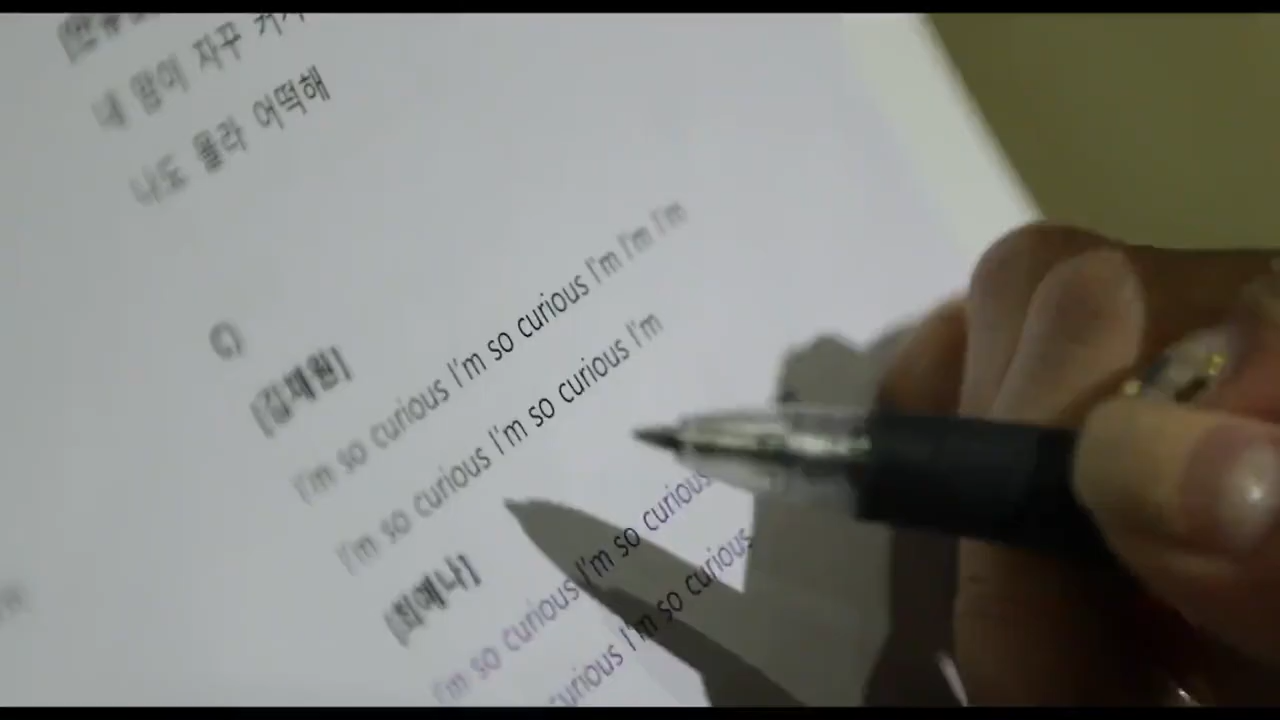 내 맘이 자꾸 커져
나도 몰라 어떡해
C)
[김채원]
I'm so curious I'm so curious I'm I'm I'm
I'm so curious I'm so curious I'm
[최예나]
I'm so curious I'm so curious
curious I'm so curious